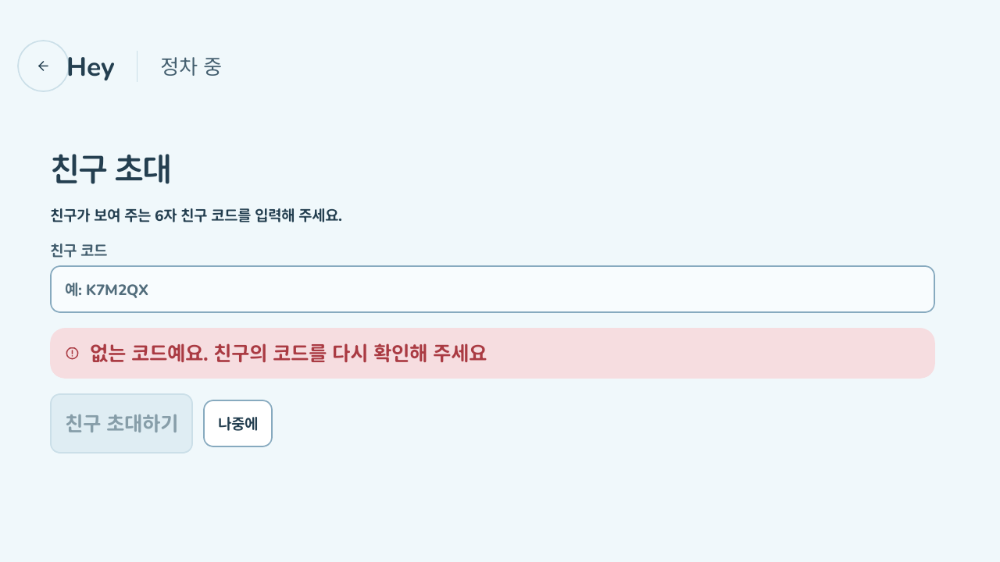 Hey
정차 중
친구 초대
친구가 보여 주는 6자 친구 코드를 입력해 주세요.
친구 코드
예: K7M2QX
없는 코드예요. 친구의 코드를 다시 확인해 주세요
친구 초대하기
나중에